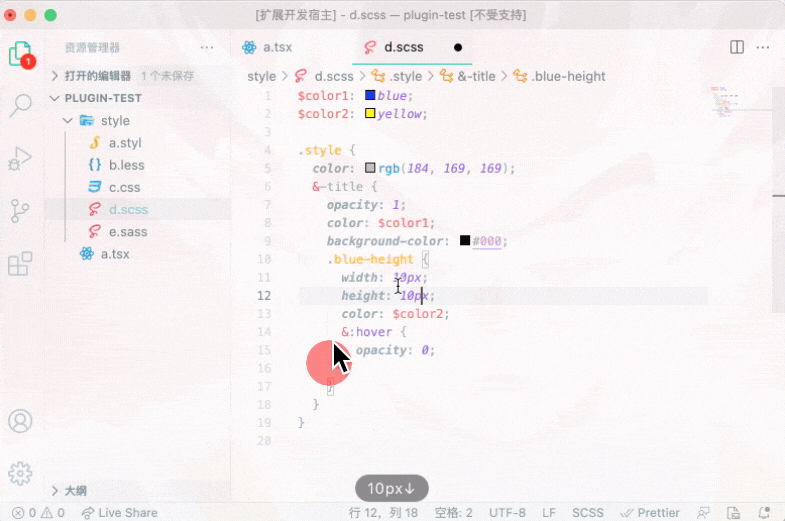 [扩展开发宿主] - d.scss — plugin-test [不受支持]
资源管理器 ···
打开的编辑器 1 个未保存
PLUGIN-TEST
style
a.styl
b.less
c.css
d.scss
e.sass
a.tsx
大纲
a.tsx d.scss
style > d.scss > .style > &-title > .blue-height
1 $color1: blue;
2 $color2: yellow;
3
4 .style {
5 color: rgb(184, 169, 169);
6 &-title {
7 opacity: 1;
8 color: $color1;
9 background-color: #000;
10 .blue-height {
11 width: 10px;
12 height: 10px;
13 color: $color2;
14 &:hover {
15 opacity: 0;
16
17 }
18 }
19 }
20
10px↓
1
0 0 Live Share 行 12，列 18 空格: 2 UTF-8 LF SCSS Prettier